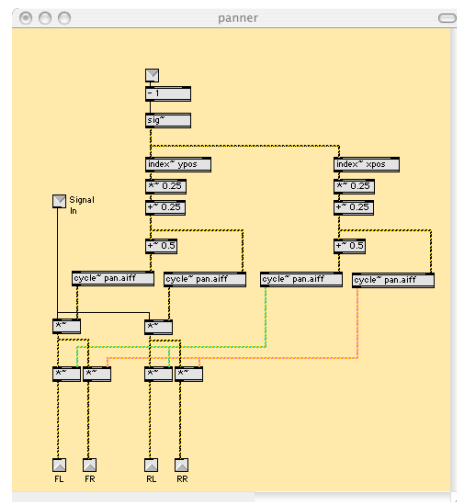 panner
- 1
sig~
index~ ypos
index~ xpos
*~ 0.25
*~ 0.25
Signal
In
+~ 0.25
+~ 0.25
+~ 0.5
+~ 0.5
cycle~ pan.aiff
cycle~ pan.aiff
cycle~ pan.aiff
cycle~ pan.aiff
*~
*~
*~
*~
*~
*~
FL
FR
RL
RR